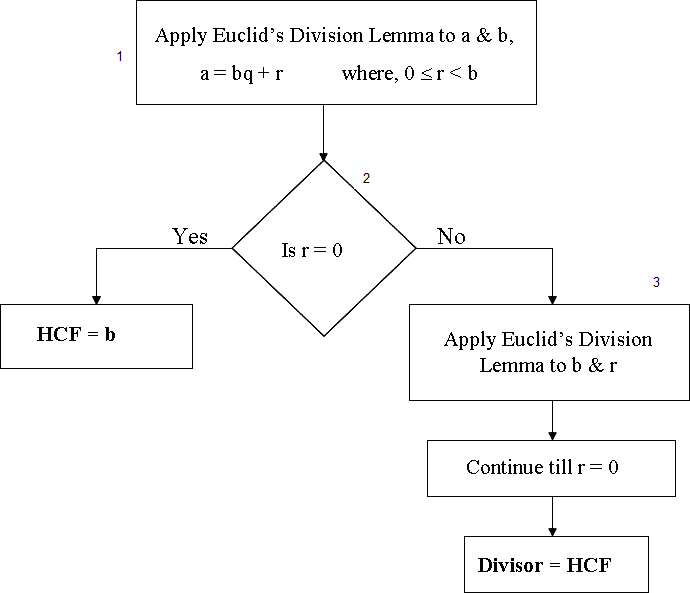 1
Apply Euclid’s Division Lemma to a & b,
a = bq + r where, 0 ≤ r < b
2
Yes
Is r = 0
No
3
HCF = b
Apply Euclid’s Division
Lemma to b & r
Continue till r = 0
Divisor = HCF